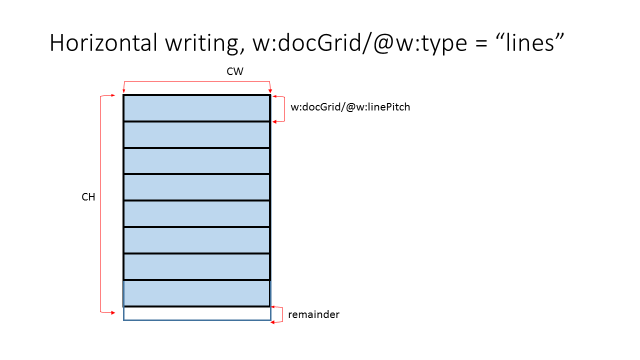 Horizontal writing, w:docGrid/@w:type = “lines”
CW
w:docGrid/@w:linePitch
CH
remainder